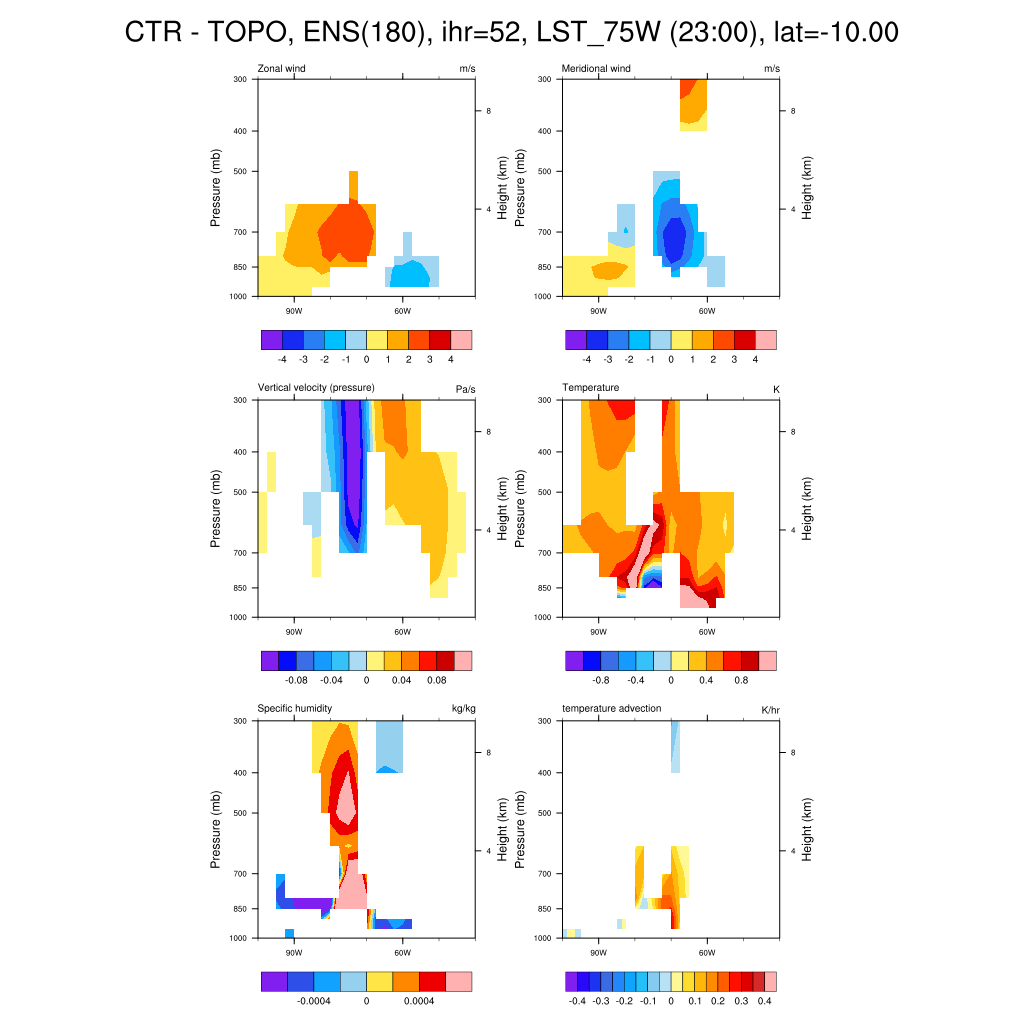 CTR - TOPO, ENS(180), ihr=52, LST_75W (23:00), lat=-10.00
Zonal wind m/s
Pressure (mb)
300
400
500
700
850
1000
8
4
Height (km)
90W 60W
-4 -3 -2 -1 0 1 2 3 4
Meridional wind m/s
Pressure (mb)
300
400
500
700
850
1000
8
4
Height (km)
90W 60W
-4 -3 -2 -1 0 1 2 3 4
Vertical velocity (pressure) Pa/s
Pressure (mb)
300
400
500
700
850
1000
8
4
Height (km)
90W 60W
-0.08 -0.04 0 0.04 0.08
Temperature K
Pressure (mb)
300
400
500
700
850
1000
8
4
Height (km)
90W 60W
-0.8 -0.4 0 0.4 0.8
Specific humidity kg/kg
Pressure (mb)
300
400
500
700
850
1000
8
4
Height (km)
90W 60W
-0.0004 0 0.0004
temperature advection K/hr
Pressure (mb)
300
400
500
700
850
1000
8
4
Height (km)
90W 60W
-0.4 -0.3 -0.2 -0.1 0 0.1 0.2 0.3 0.4